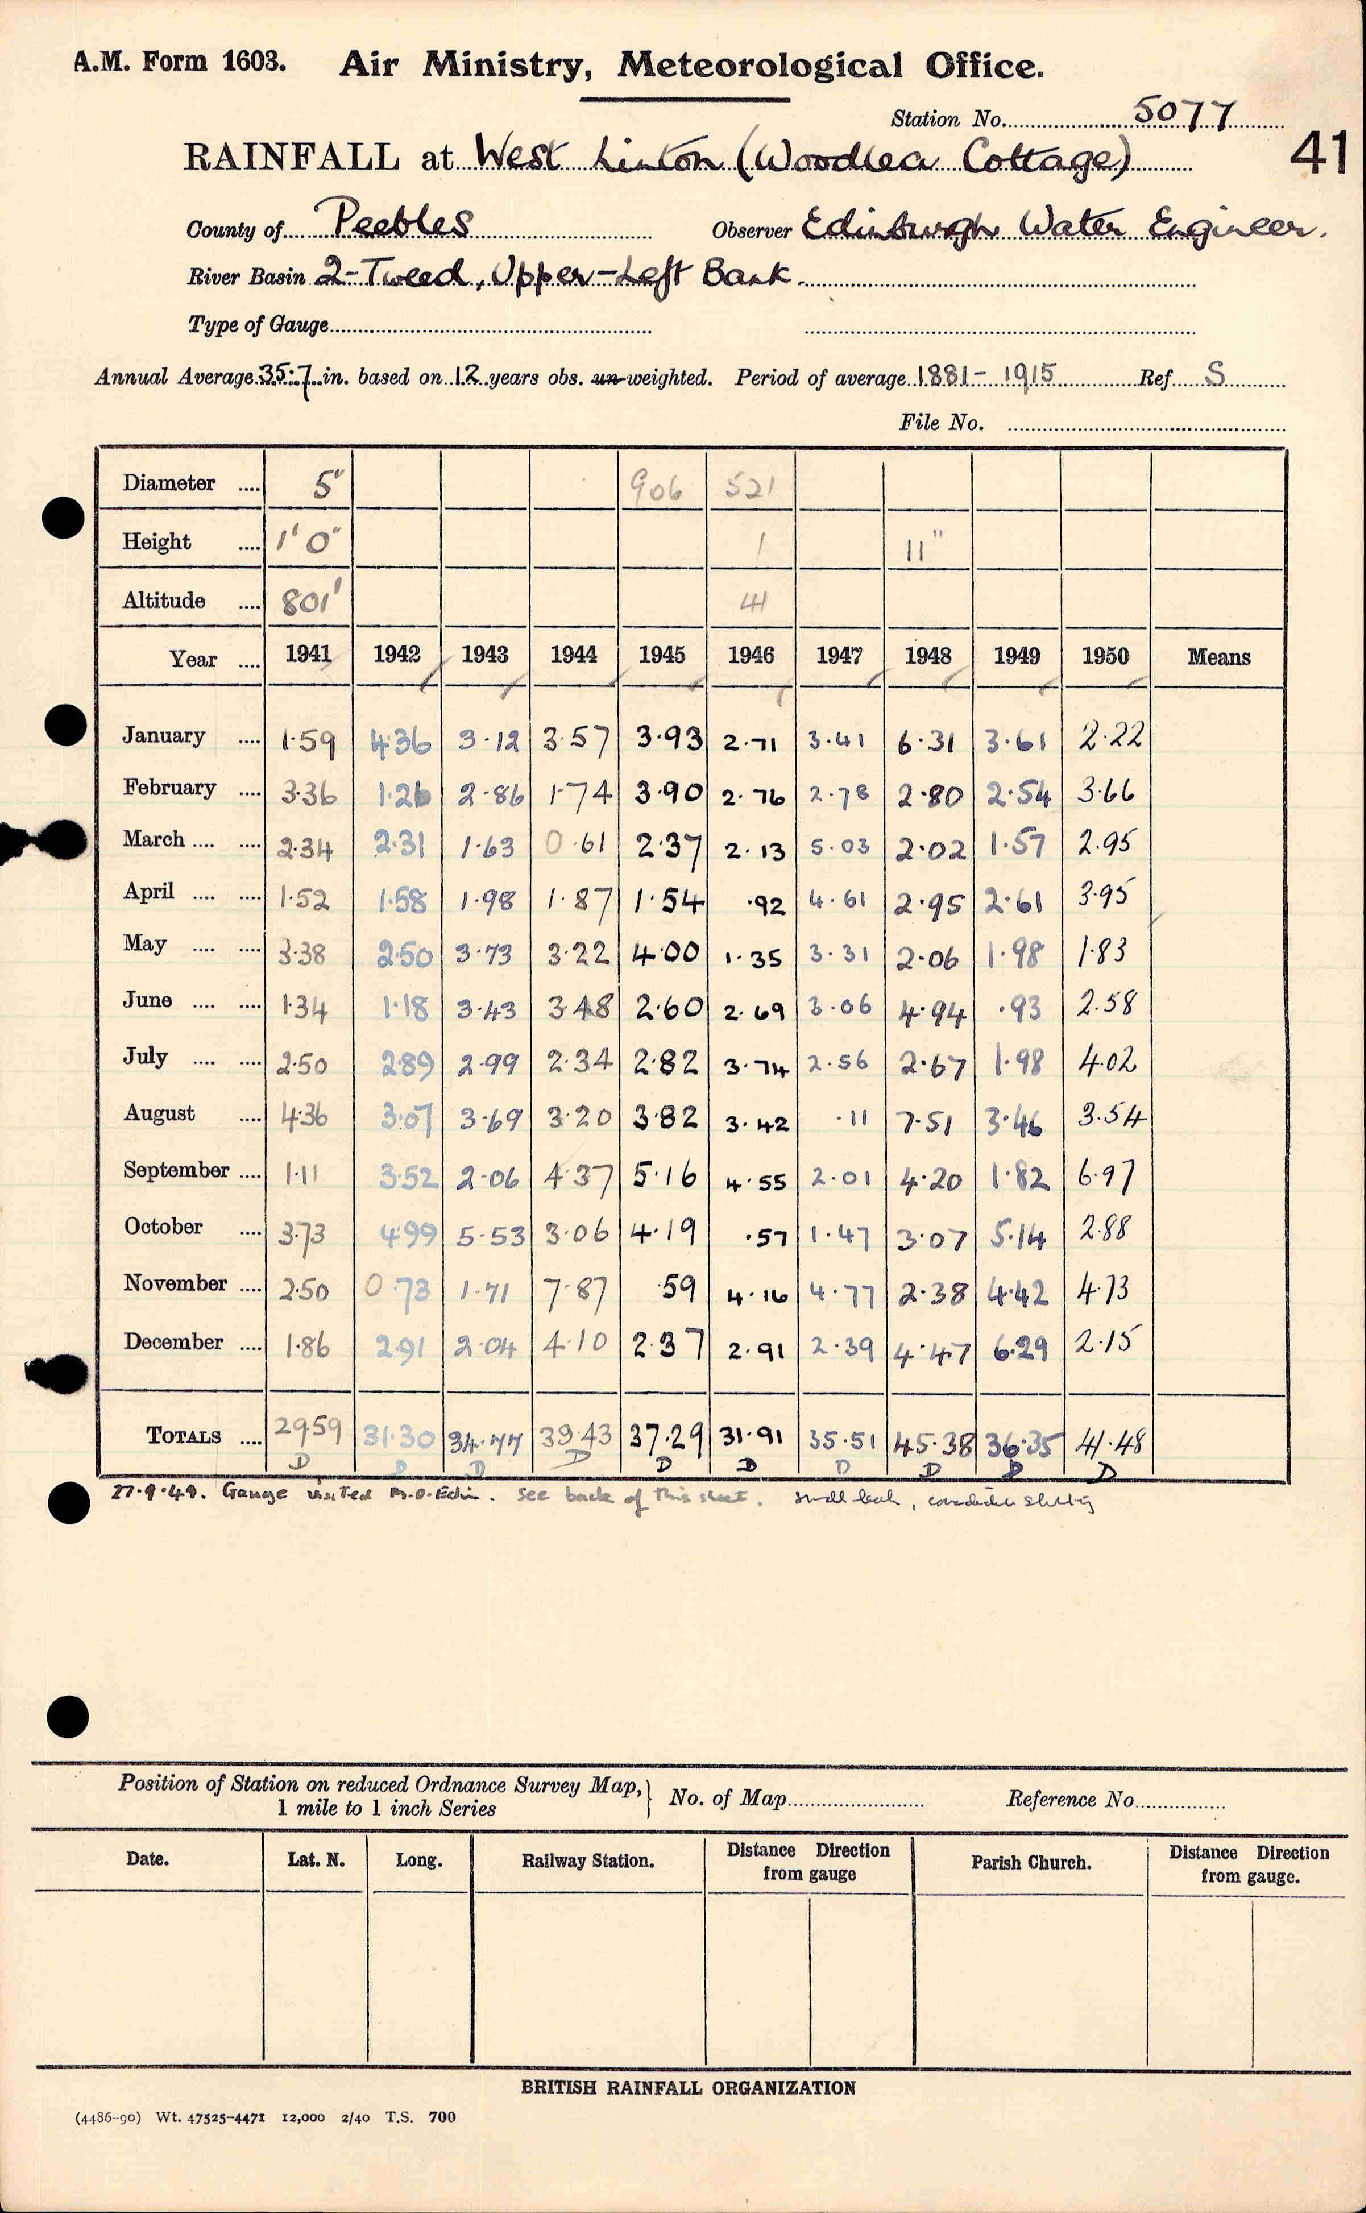 A.M. Form 1603. Air Ministry, Meteorological Office.
Station No. 5077
RAINFALL at West Linton (Woodlea Cottage) 41
County of Peebles Observer Edinburgh Water Engineer.
River Basin 2-Tweed, Upper-Left Bank.
Type of Gauge
Annual Average 35.7 in. based on 12 years obs. un-weighted. Period of average 1881-1915 Ref. S
File No.
Diameter .... 5" 906 521
Height .... 1' 0" 1 11"
Altitude .... 801' 41
Year .... 1941 1942 1943 1944 1945 1946 1947 1948 1949 1950 Means
January .... 1.59 4.36 3.12 3.57 3.93 2.71 3.41 6.31 3.61 2.22
February .... 3.36 1.26 2.86 1.74 3.90 2.76 2.78 2.80 2.54 3.66
March .... .... 2.34 2.31 1.63 0.61 2.37 2.13 5.03 2.02 1.57 2.95
April .... .... 1.52 1.58 1.98 1.87 1.54 .92 4.61 2.95 2.61 3.95
May .... .... 3.38 2.50 3.73 3.22 4.00 1.35 3.31 2.06 1.98 1.83
June .... .... 1.34 1.18 3.43 3.48 2.60 2.69 3.06 4.94 .93 2.58
July .... .... 2.50 2.89 2.99 2.34 2.82 3.74 2.56 2.67 1.98 4.02
August .... 4.36 3.07 3.69 3.20 3.82 3.42 .11 7.51 3.46 3.54
September .... 1.11 3.52 2.06 4.37 5.16 4.55 2.01 4.20 1.82 6.97
October .... 3.73 4.99 5.53 3.06 4.19 .57 1.47 3.07 5.14 2.88
November .... 2.50 0.73 1.71 7.87 .59 4.16 4.77 2.38 4.42 4.73
December .... 1.86 2.91 2.04 4.10 2.37 2.91 2.39 4.47 6.29 2.15
TOTALS .... 29.59 31.30 34.77 39.43 37.29 31.91 35.51 45.38 36.35 41.48
D D D D D D D D D D
27.9.49. Gauge visited M.O. Edin. See back of this sheet. small leak,
Position of Station on reduced Ordnance Survey Map, 1 mile to 1 inch Series } No. of Map Reference No.
Date. Lat. N. Long. Railway Station. Distance Direction from gauge Parish Church. Distance Direction from gauge.
BRITISH RAINFALL ORGANIZATION
(4486-90) Wt. 47525-4471 12,000 2/40 T.S. 700